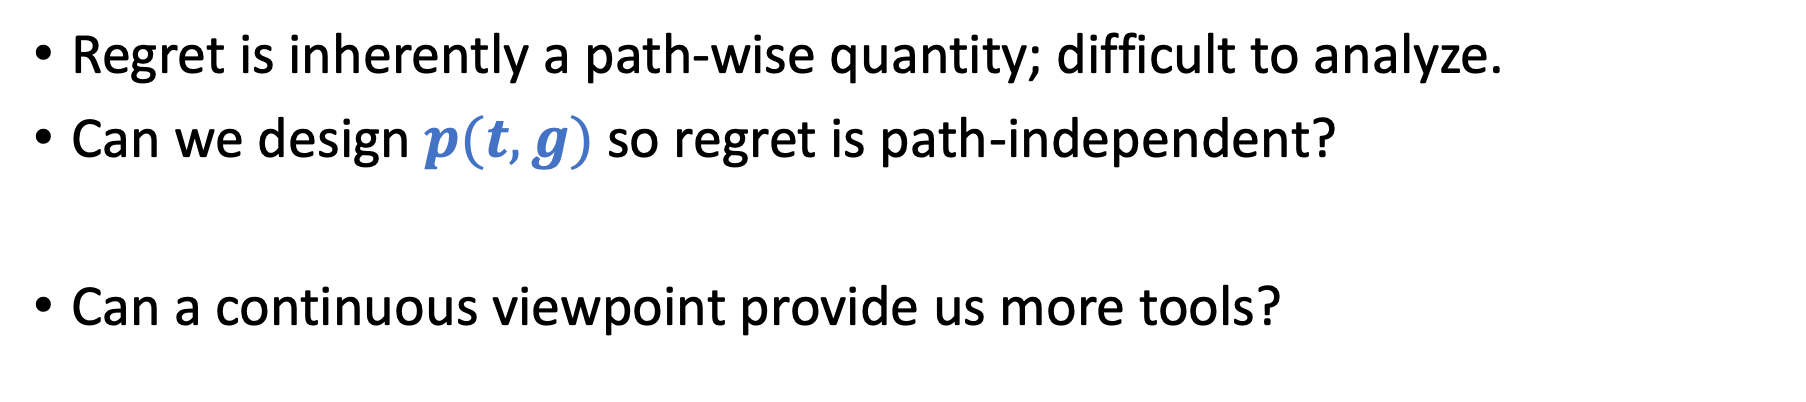 • Regret is inherently a path-wise quantity; difficult to analyze.
• Can we design p(t, g) so regret is path-independent?
• Can a continuous viewpoint provide us more tools?